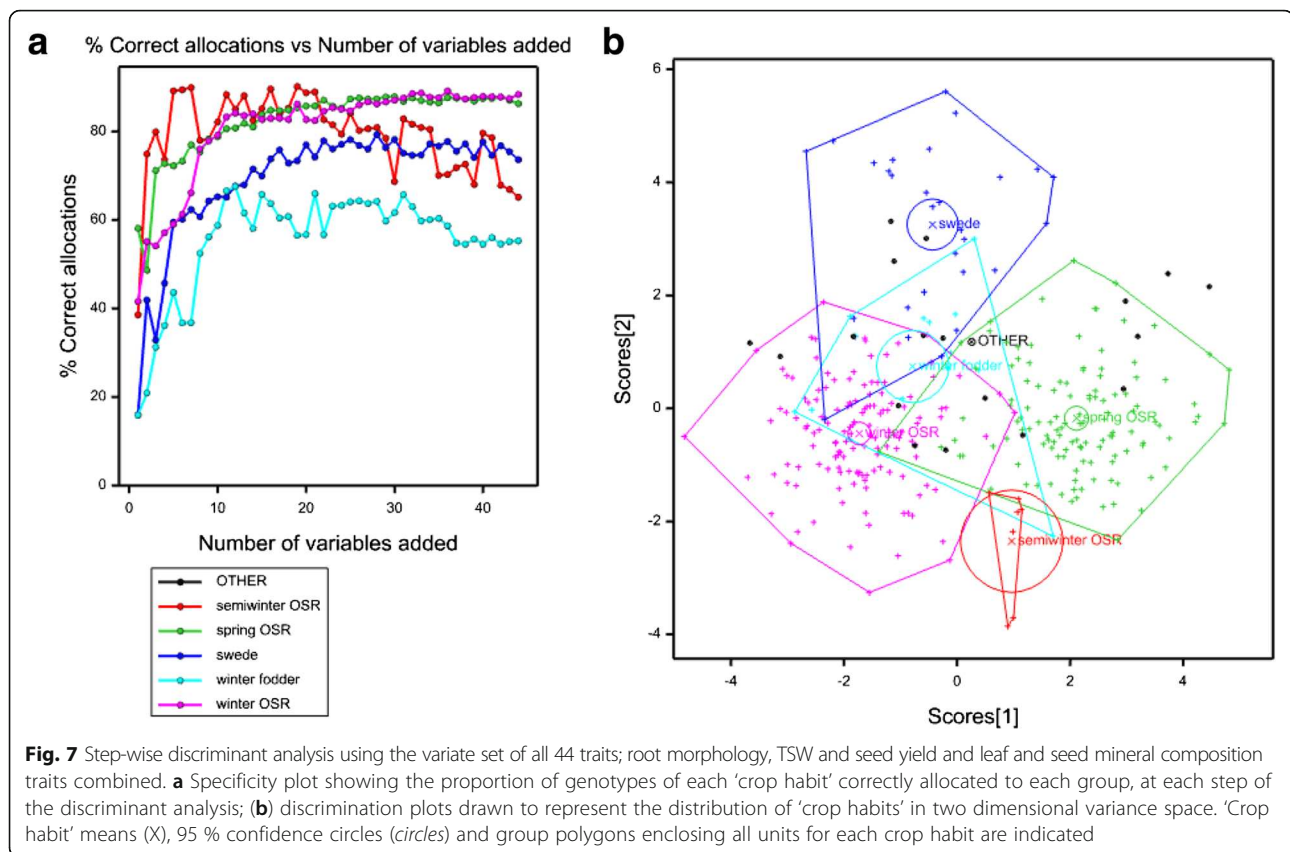 a
% Correct allocations vs Number of variables added
% Correct allocations
80
60
40
20
0
0
10
20
30
40
Number of variables added
OTHER
semiwinter OSR
spring OSR
swede
winter fodder
winter OSR
b
Scores[2]
6
4
2
0
-2
-4
swede
OTHER
winter fodder
spring OSR
winter OSR
semiwinter OSR
-4
-2
0
2
4
Scores[1]
Fig. 7 Step-wise discriminant analysis using the variate set of all 44 traits; root morphology, TSW and seed yield and leaf and seed mineral composition
traits combined. a Specificity plot showing the proportion of genotypes of each ‘crop habit’ correctly allocated to each group, at each step of
the discriminant analysis; (b) discrimination plots drawn to represent the distribution of ‘crop habits’ in two dimensional variance space. ‘Crop
habit’ means (X), 95 % confidence circles (circles) and group polygons enclosing all units for each crop habit are indicated